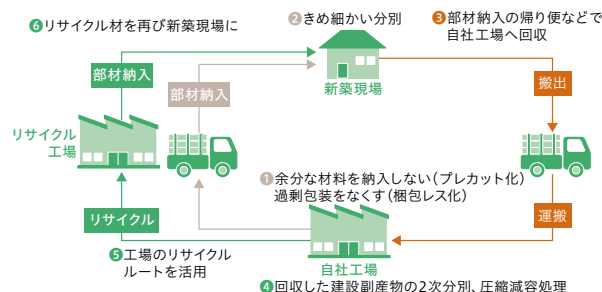 ❻リサイクル材を再び新築現場に
❷きめ細かい分別
❸部材納入の帰り便などで
自社工場へ回収
部材納入
部材納入
新築現場
搬出
リサイクル
工場
❶余分な材料を納入しない（プレカット化）
過剰包装をなくす（梱包レス化）
リサイクル
運搬
❺工場のリサイクル
ルートを活用
自社工場
❹回収した建設副産物の2次分別、圧縮減容処理